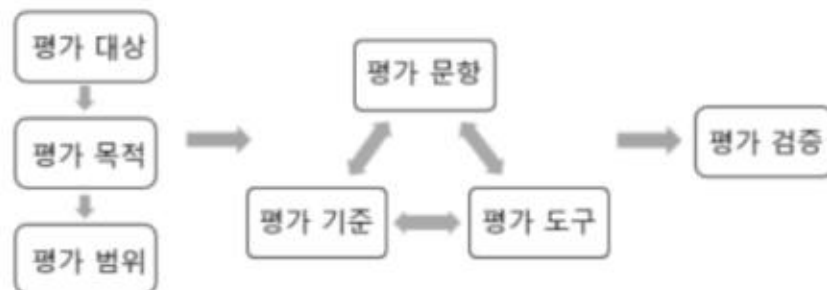 평가 대상
평가 목적
평가 범위
평가 문항
평가 기준
평가 도구
평가 검증